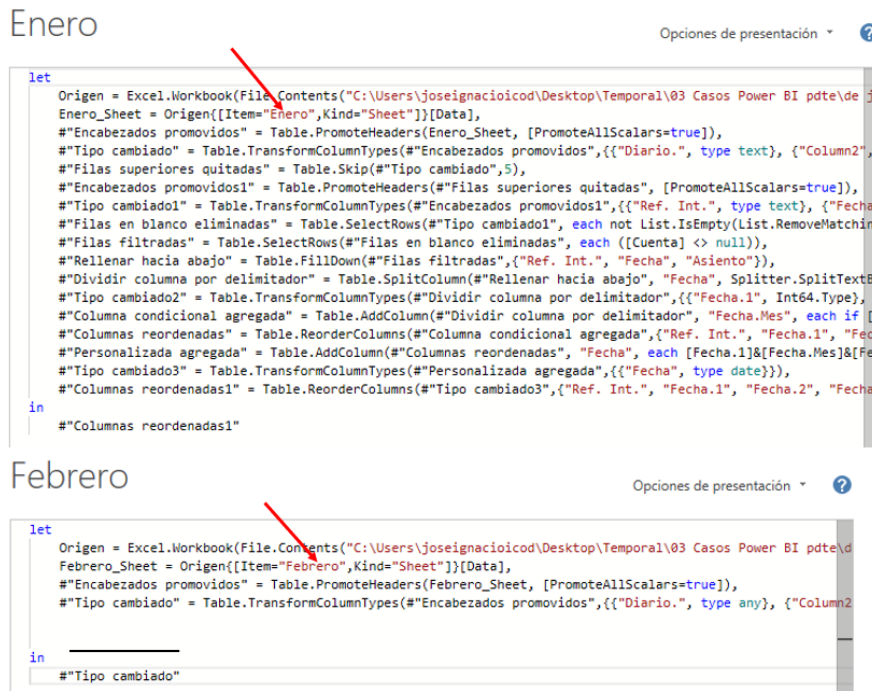 Enero
Opciones de presentación
?
let
Origen = Excel.Workbook(File.Contents("C:\Users\joseignacioicod\Desktop\Temporal\03 Casos Power BI pdte\de j
Enero_Sheet = Origen{[Item="Enero",Kind="Sheet"]}[Data],
#"Encabezados promovidos" = Table.PromoteHeaders(Enero_Sheet, [PromoteAllScalars=true]),
#"Tipo cambiado" = Table.TransformColumnTypes(#"Encabezados promovidos",{{"Diario.", type text}, {"Column2",
#"Filas superiores quitadas" = Table.Skip(#"Tipo cambiado",5),
#"Encabezados promovidos1" = Table.PromoteHeaders(#"Filas superiores quitadas", [PromoteAllScalars=true]),
#"Tipo cambiado1" = Table.TransformColumnTypes(#"Encabezados promovidos1",{{"Ref. Int.", type text}, {"Fecha
#"Filas en blanco eliminadas" = Table.SelectRows(#"Tipo cambiado1", each not List.IsEmpty(List.RemoveMatchin
#"Filas filtradas" = Table.SelectRows(#"Filas en blanco eliminadas", each ([Cuenta] <> null)),
#"Rellenar hacia abajo" = Table.FillDown(#"Filas filtradas",{"Ref. Int.", "Fecha", "Asiento"}),
#"Dividir columna por delimitador" = Table.SplitColumn(#"Rellenar hacia abajo", "Fecha", Splitter.SplitTextB
#"Tipo cambiado2" = Table.TransformColumnTypes(#"Dividir columna por delimitador",{{"Fecha.1", Int64.Type},
#"Columna condicional agregada" = Table.AddColumn(#"Dividir columna por delimitador", "Fecha.Mes", each if [
#"Columnas reordenadas" = Table.ReorderColumns(#"Columna condicional agregada",{"Ref. Int.", "Fecha.1", "Fec
#"Personalizada agregada" = Table.AddColumn(#"Columnas reordenadas", "Fecha", each [Fecha.1]&[Fecha.Mes]&[Fe
#"Tipo cambiado3" = Table.TransformColumnTypes(#"Personalizada agregada",{{"Fecha", type date}}),
#"Columnas reordenadas1" = Table.ReorderColumns(#"Tipo cambiado3",{"Ref. Int.", "Fecha.1", "Fecha.2", "Fecha
in
#"Columnas reordenadas1"
Febrero
Opciones de presentación
?
let
Origen = Excel.Workbook(File.Contents("C:\Users\joseignacioicod\Desktop\Temporal\03 Casos Power BI pdte\d
Febrero_Sheet = Origen{[Item="Febrero",Kind="Sheet"]}[Data],
#"Encabezados promovidos" = Table.PromoteHeaders(Febrero_Sheet, [PromoteAllScalars=true]),
#"Tipo cambiado" = Table.TransformColumnTypes(#"Encabezados promovidos",{{"Diario.", type any}, {"Column2
in
#"Tipo cambiado"